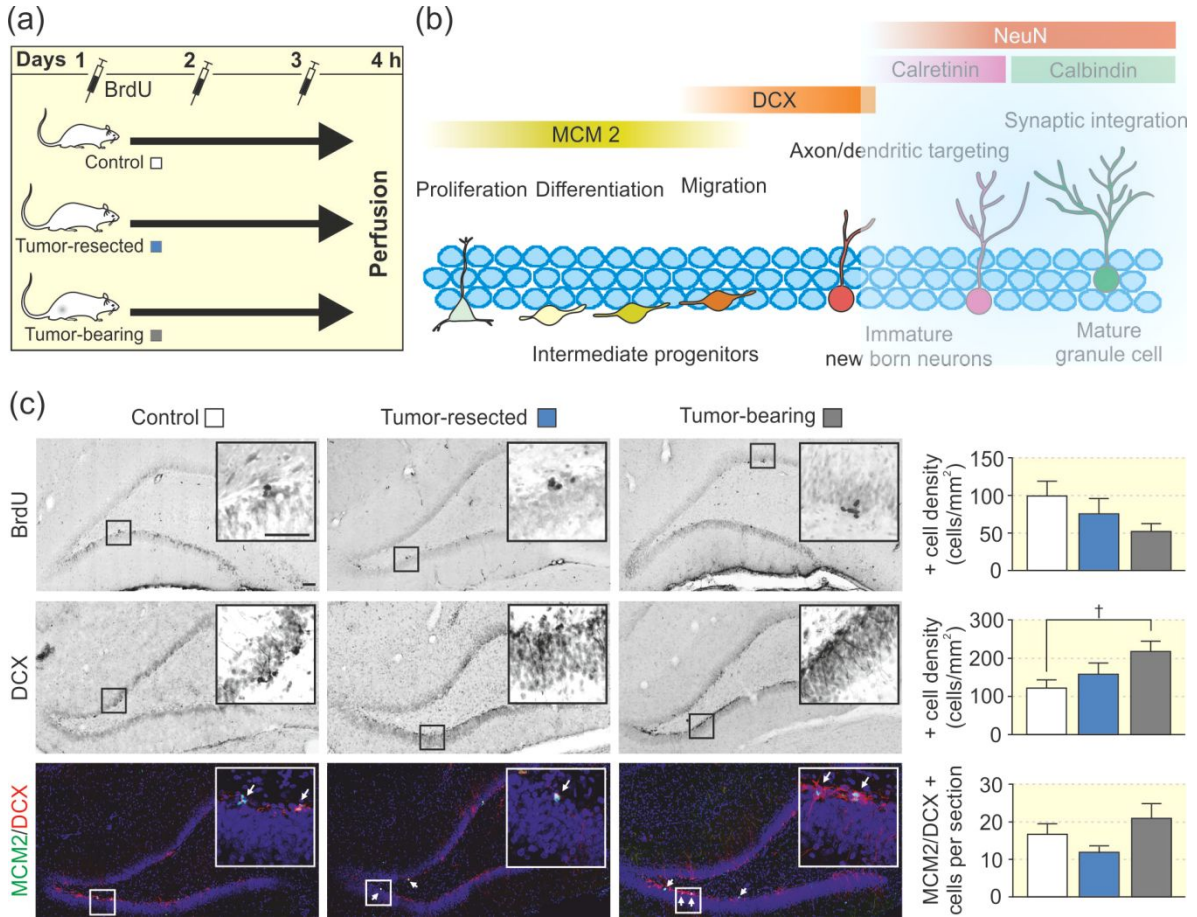 (a)
Days 1 2 3 4 h
BrdU
Control
Tumor-resected
Tumor-bearing
Perfusion
(b)
NeuN
Calretinin Calbindin
DCX
MCM 2
Synaptic integration
Axon/dendritic targeting
Proliferation Differentiation Migration
Intermediate progenitors
Immature
new born neurons
Mature
granule cell
(c)
Control Tumor-resected Tumor-bearing
BrdU
+ cell density
(cells/mm²)
150
100
50
0
DCX
+ cell density
(cells/mm²)
†
300
200
100
0
MCM2/DCX
MCM2/DCX +
cells per section
30
20
10
0